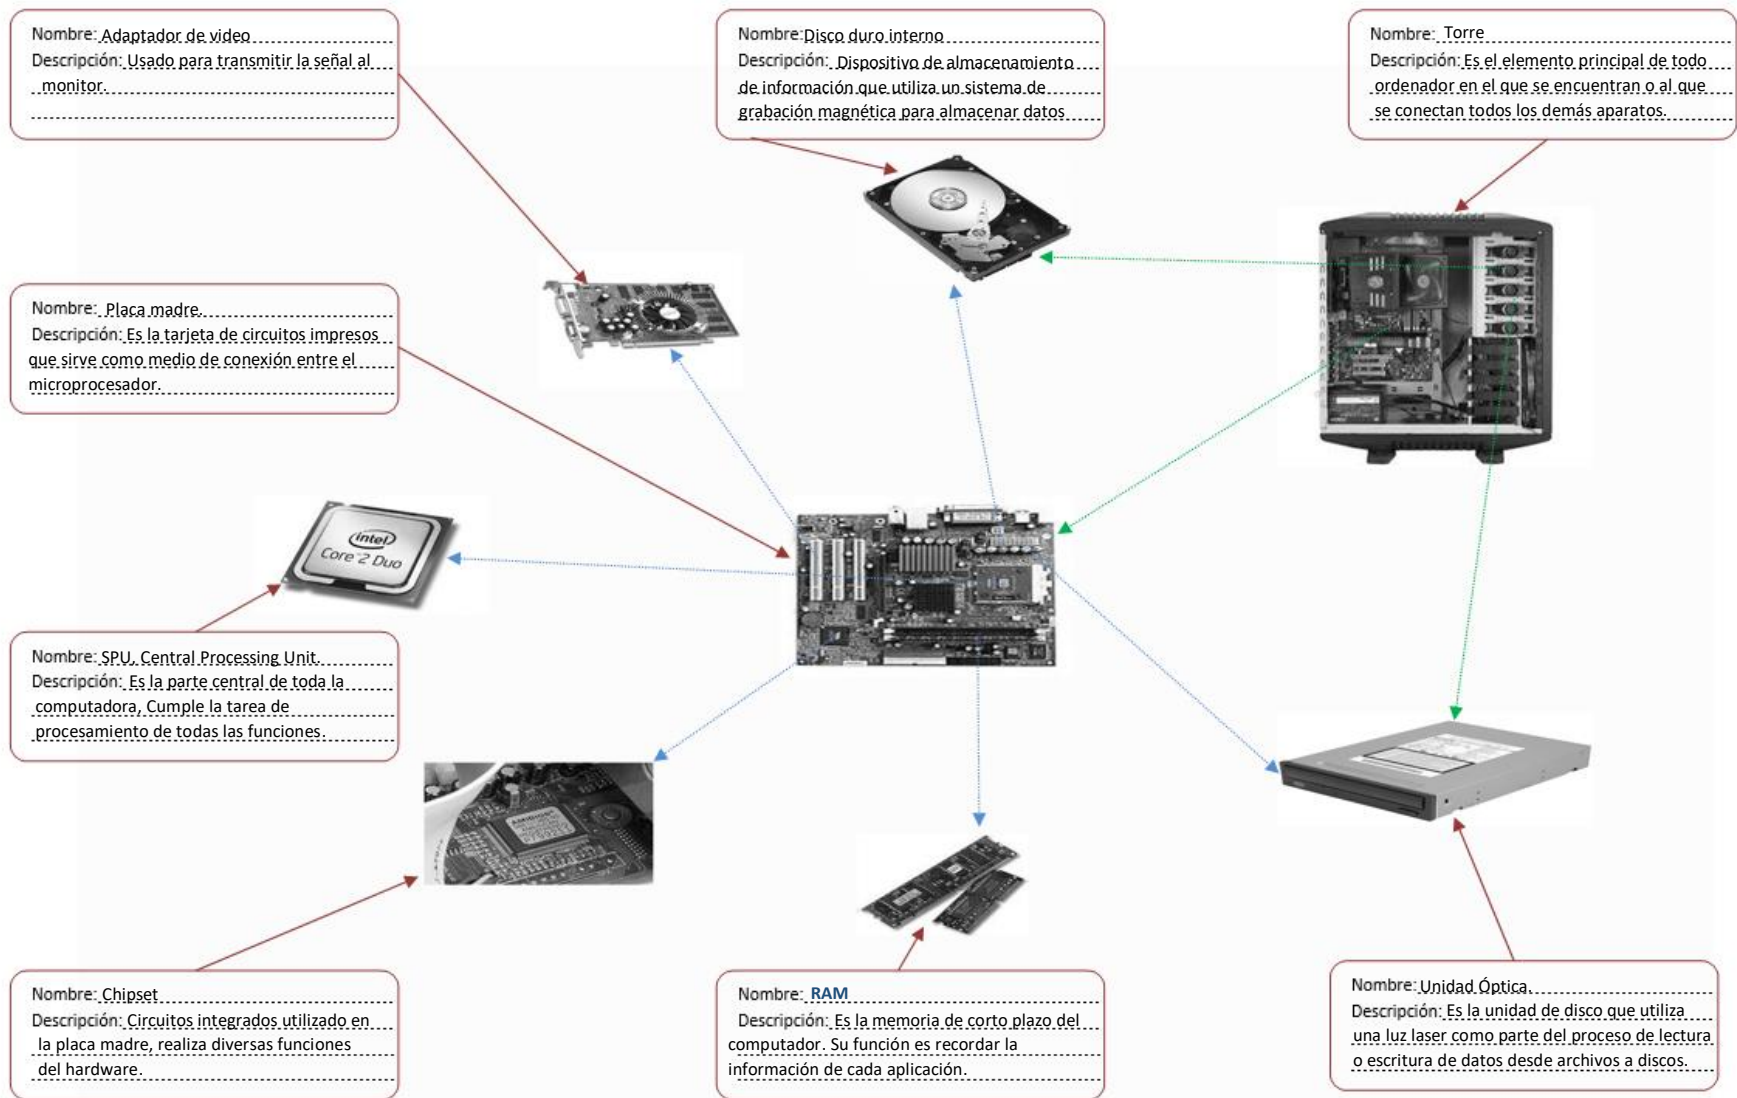 Nombre: Adaptador de video
Descripción: Usado para transmitir la señal al
monitor.
Nombre: Disco duro interno
Descripción: Dispositivo de almacenamiento
de información que utiliza un sistema de
grabación magnética para almacenar datos
Nombre: Torre
Descripción: Es el elemento principal de todo
ordenador en el que se encuentran o al que
se conectan todos los demás aparatos.
Nombre: Placa madre.
Descripción: Es la tarjeta de circuitos impresos
que sirve como medio de conexión entre el
microprocesador.
intel
Core 2 Duo
Nombre: SPU, Central Processing Unit.
Descripción: Es la parte central de toda la
computadora, Cumple la tarea de
procesamiento de todas las funciones.
AMIBIOS
Nombre: Chipset
Descripción: Circuitos integrados utilizado en
la placa madre, realiza diversas funciones
del hardware.
Nombre: RAM
Descripción: Es la memoria de corto plazo del
computador. Su función es recordar la
información de cada aplicación.
Nombre: Unidad Óptica.
Descripción: Es la unidad de disco que utiliza
una luz laser como parte del proceso de lectura
o escritura de datos desde archivos a discos.